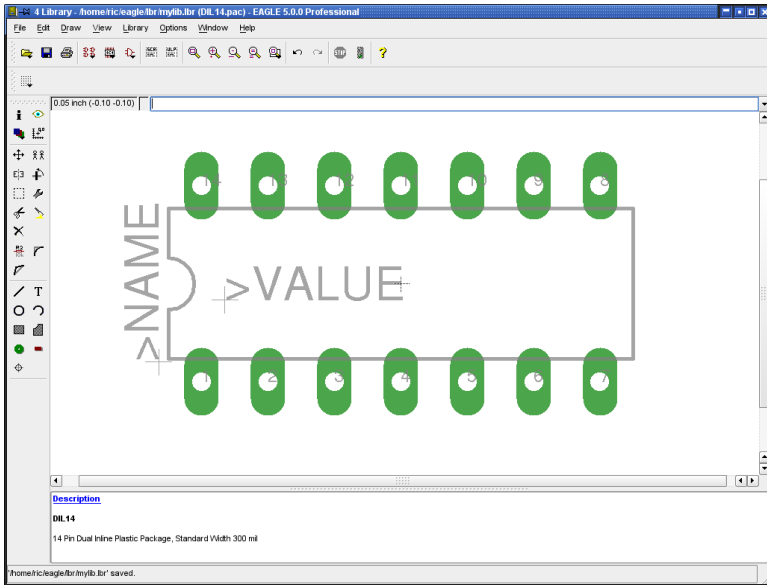 4 Library - /home/ric/eagle/lbr/mylib.lbr (DIL14.pac) - EAGLE 5.0.0 Professional
File Edit Draw View Library Options Window Help
0.05 inch (-0.10 -0.10)
14 13 12 11 10 9 8
>NAME
>VALUE
1 2 3 4 5 6 7
Description
DIL14
14 Pin Dual Inline Plastic Package, Standard Width 300 mil
'/home/ric/eagle/lbr/mylib.lbr' saved.